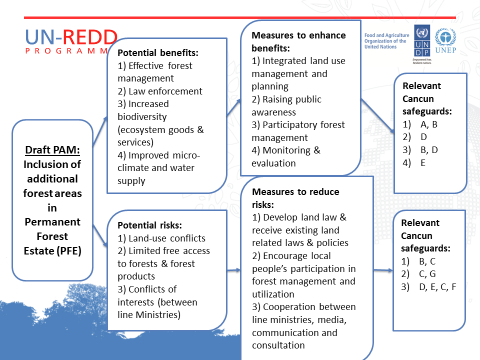 UN-REDD
PROGRAMME
Food and Agriculture
Organization of the
United Nations
U N
D P
UNEP
Draft PAM:
Inclusion of
additional
forest areas
in
Permanent
Forest
Estate (PFE)
Potential benefits:
1) Effective forest
management
2) Law enforcement
3) Increased
biodiversity
(ecosystem goods &
services)
4) Improved micro-
climate and water
supply
Measures to enhance
benefits:
1) Integrated land use
management and
planning
2) Raising public
awareness
3) Participatory forest
management
4) Monitoring &
evaluation
Relevant
Cancun
safeguards:
1) A, B
2) D
3) B, D
4) E
Potential risks:
1) Land-use conflicts
2) Limited free access
to forests & forest
products
3) Conflicts of
interests (between
line Ministries)
Measures to reduce
risks:
1) Develop land law &
receive existing land
related laws & policies
2) Encourage local
people's participation in
forest management and
utilization
3) Cooperation between
line ministries, media,
communication and
consultation
Relevant
Cancun
safeguards:
1) B, C
2) C, G
3) D, E, C, F